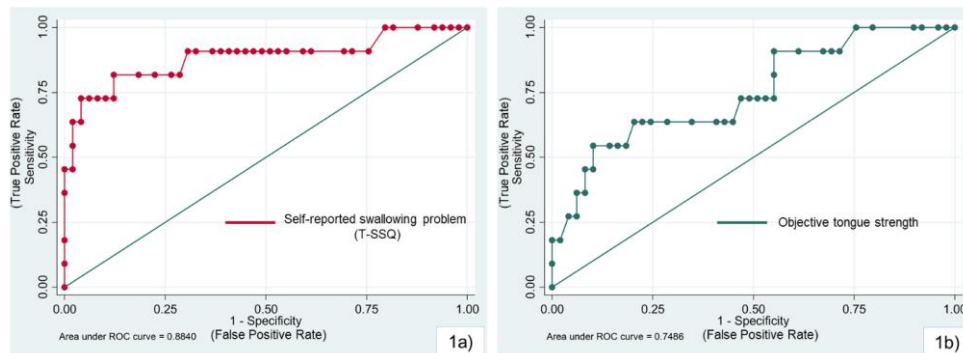 1.00
0.75
0.50
0.25
0.00
(True Positive Rate)
Sensitivity
Self-reported swallowing problem
(T-SSQ)
0.00 0.25 0.50 0.75 1.00
1 - Specificity
(False Positive Rate)
Area under ROC curve = 0.8840
1a)
1.00
0.75
0.50
0.25
0.00
(True Positive Rate)
Sensitivity
Objective tongue strength
0.00 0.25 0.50 0.75 1.00
1 - Specificity
(False Positive Rate)
Area under ROC curve = 0.7486
1b)